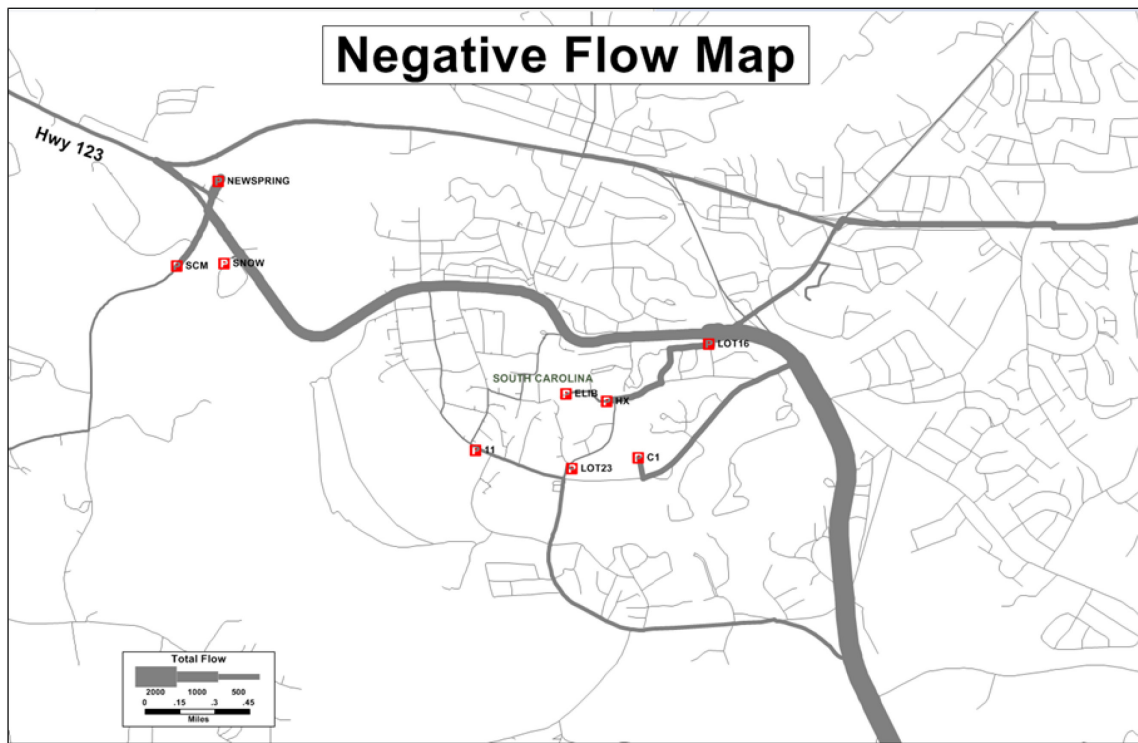 Negative Flow Map
Hwy 123
P NEWSPRING
P SCM
P SNOW
P LOT16
SOUTH CAROLINA
P ELIB
P HX
P 11
P C1
P LOT23
Total Flow
2000 1000 500
0 .15 .3 .45
Miles